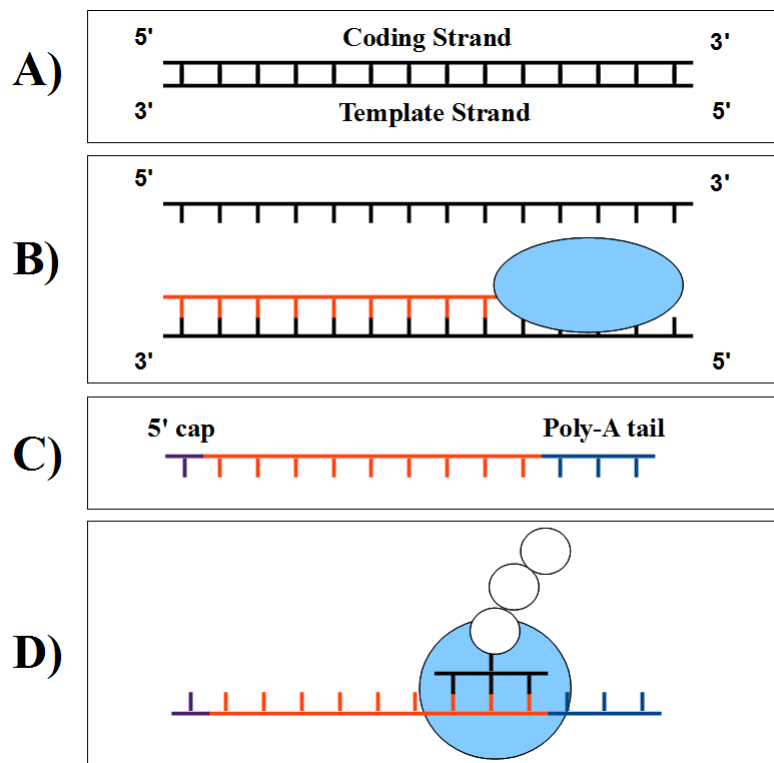 A)
5'
Coding Strand
3'
3'
Template Strand
5'
B)
5'
3'
3'
5'
C)
5' cap
Poly-A tail
D)